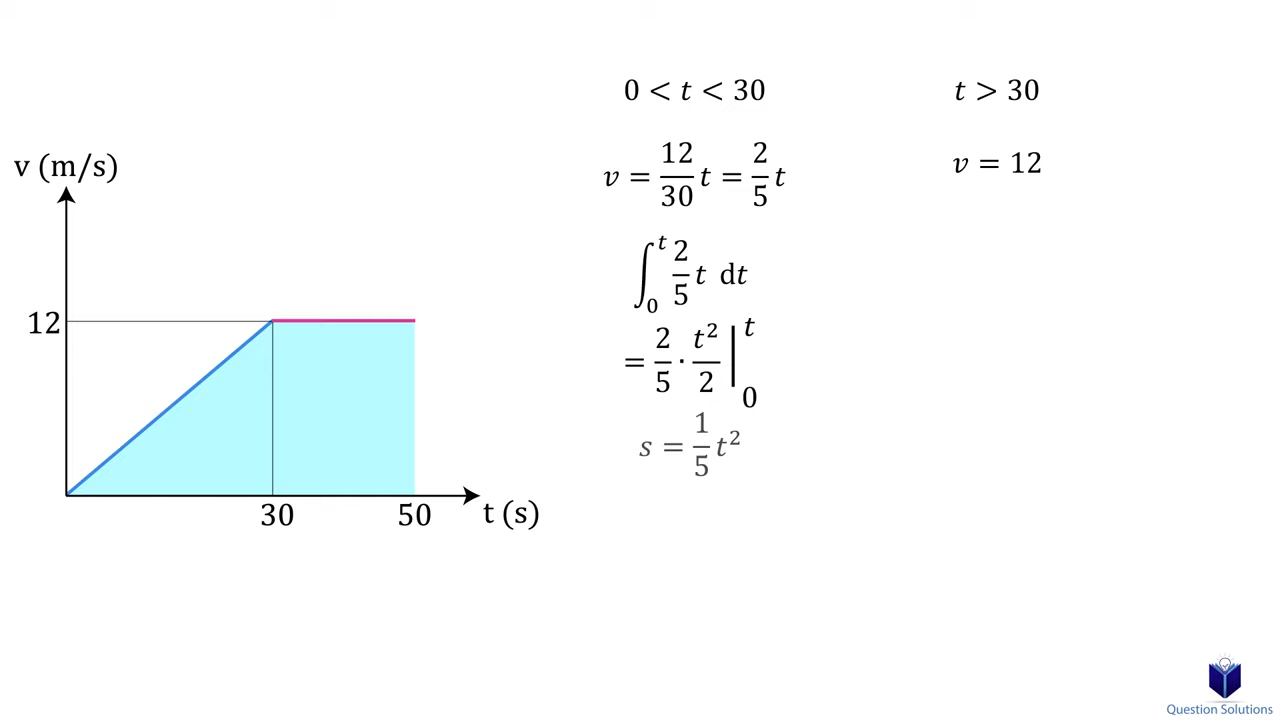 v (m/s)
12
30
50
t (s)
0 < t < 30
v = 12/30 t = 2/5 t
∫₀ᵗ 2/5 t dt
= 2/5 · t²/2 |₀ᵗ
s = 1/5 t²
t > 30
v = 12
Question Solutions